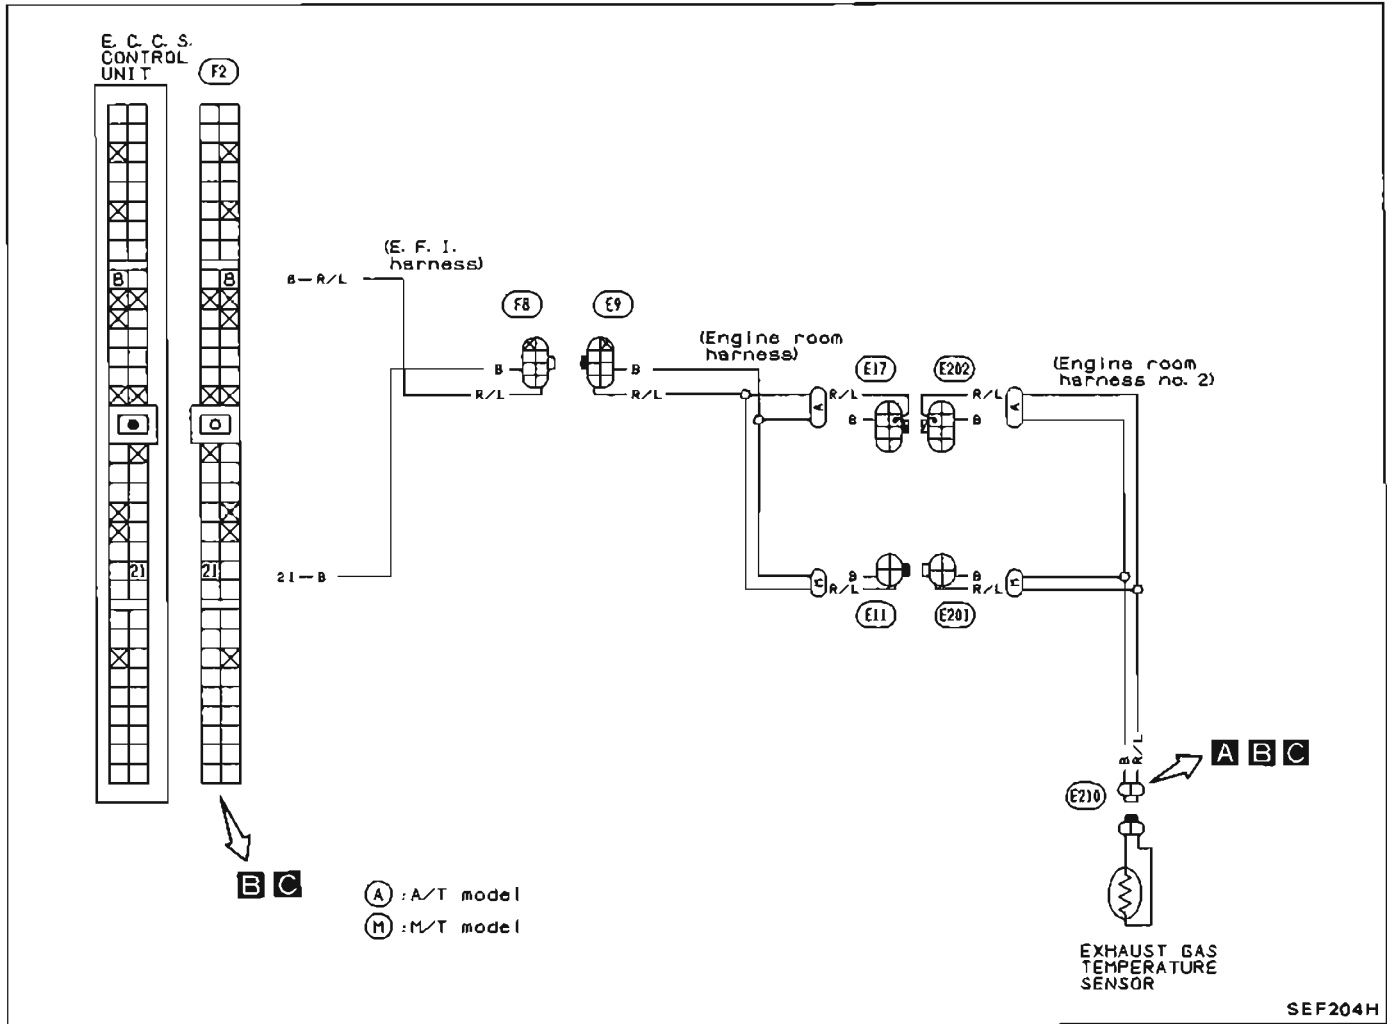 E. C. C. S.
CONTROL
UNIT
F2
8
8
21
21
8-R/L
(E. F. I.
harness)
21-B
F8
E9
B
R/L
B
R/L
(Engine room
harness)
A
R/L
B
E17
E202
R/L
B
A
(Engine room
harness no. 2)
M
B
R/L
E11
E201
B
R/L
M
B
R/L
A B C
E210
B C
A :A/T model
M :M/T model
EXHAUST GAS
TEMPERATURE
SENSOR
SEF204H